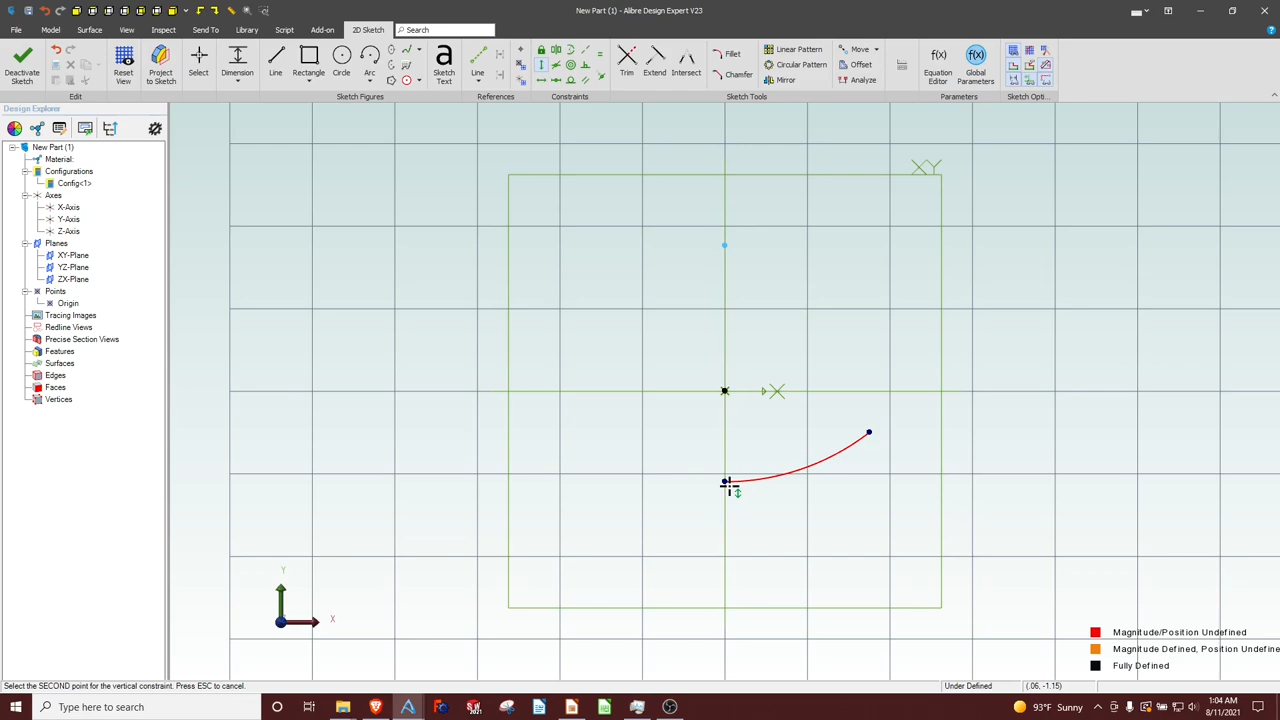 New Part (1) - Alibre Design Expert V23
File Model Surface View Inspect Tools Library Script Add-on 2D Sketch Search
Deactivate Sketch
Reset View
Project to Sketch
Select
Dimension
Line
Rectangle
Circle
Arc
Sketch Text
Line
Trim
Extend
Intersect
Fillet
Chamfer
Linear Pattern
Circular Pattern
Mirror
Move
Offset
Analyze
Equation Editor
Global Parameters
Edit Sketch Figures References Constraints Sketch Tools Parameters Sketch Opti...
Design Explorer
New Part (1)
Material:
Configurations
Config<1>
Axes
X-Axis
Y-Axis
Z-Axis
Planes
XY-Plane
YZ-Plane
ZX-Plane
Points
Origin
Tracing Images
Redline Views
Precise Section Views
Features
Surfaces
Edges
Faces
Vertices
XY
X
Y
X
Magnitude/Position Undefined
Magnitude Defined, Position Undefine
Fully Defined
Select the SECOND point for the vertical constraint. Press ESC to cancel.
Under Defined (.06, -1.15)
Type here to search
93°F Sunny
1:04 AM
8/11/2021